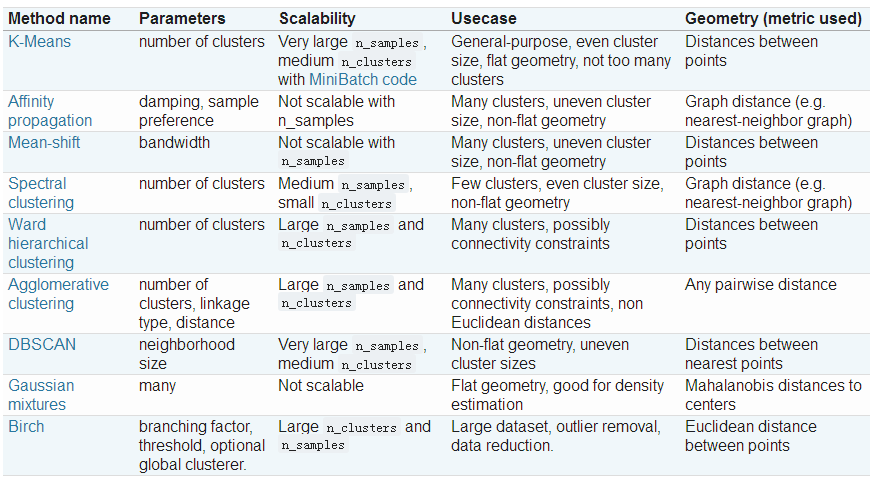 Method name Parameters Scalability Usecase Geometry (metric used)
K-Means number of clusters Very large n_samples, General-purpose, even cluster Distances between
medium n_clusters size, flat geometry, not too many points
with MiniBatch code clusters
Affinity damping, sample Not scalable with Many clusters, uneven cluster Graph distance (e.g.
propagation preference n_samples size, non-flat geometry nearest-neighbor graph)
Mean-shift bandwidth Not scalable with Many clusters, uneven cluster Distances between
n_samples size, non-flat geometry points
Spectral number of clusters Medium n_samples, Few clusters, even cluster size, Graph distance (e.g.
clustering small n_clusters non-flat geometry nearest-neighbor graph)
Ward number of clusters Large n_samples and Many clusters, possibly Distances between
hierarchical n_clusters connectivity constraints points
clustering
Agglomerative number of Large n_samples and Many clusters, possibly Any pairwise distance
clustering clusters, linkage n_clusters connectivity constraints, non
type, distance Euclidean distances
DBSCAN neighborhood Very large n_samples, Non-flat geometry, uneven Distances between
size medium n_clusters cluster sizes nearest points
Gaussian many Not scalable Flat geometry, good for density Mahalanobis distances to
mixtures estimation centers
Birch branching factor, Large n_clusters and Large dataset, outlier removal, Euclidean distance
threshold, optional n_samples data reduction. between points
global clusterer.